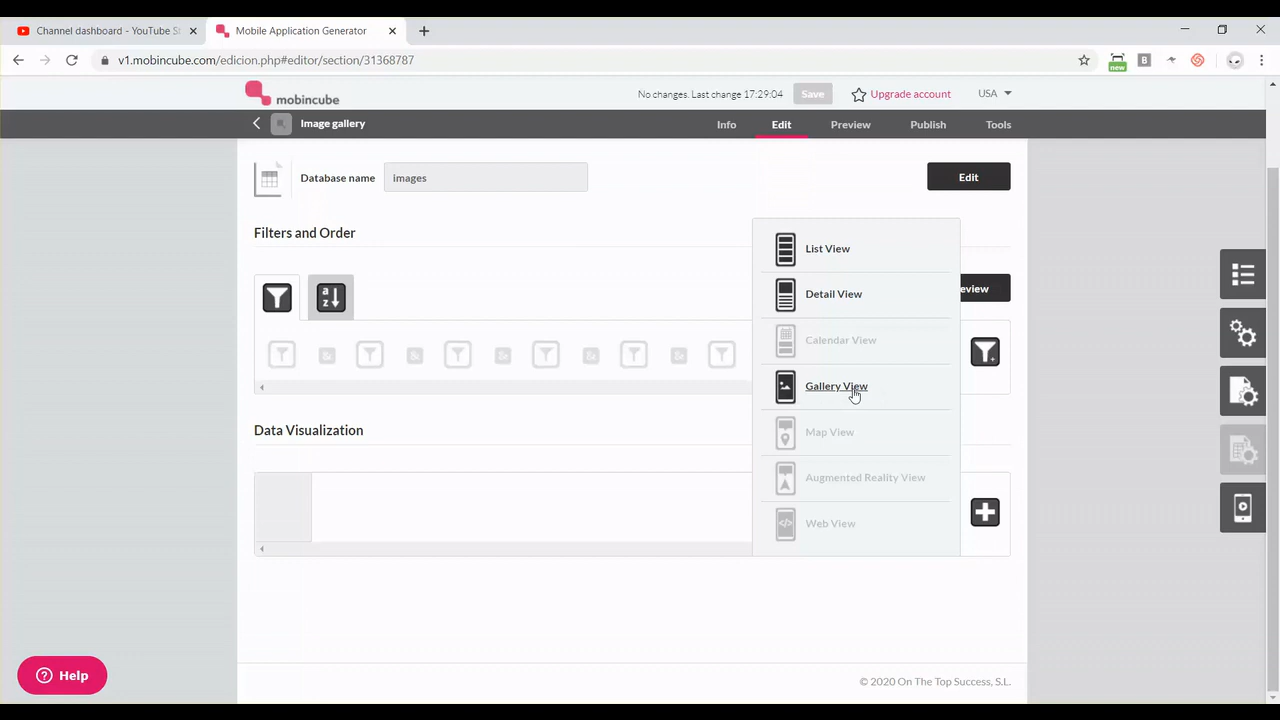 Channel dashboard - YouTube St
Mobile Application Generator
v1.mobincube.com/edicion.php#editor/section/31368787
new
B
mobincube
No changes. Last change 17:29:04
Save
Upgrade account
USA
Image gallery
Info
Edit
Preview
Publish
Tools
Database name
images
Edit
Filters and Order
List View
a
z
eview
Detail View
Calendar View
& & & & &
Gallery View
Data Visualization
Map View
Augmented Reality View
Web View
? Help
© 2020 On The Top Success, S.L.